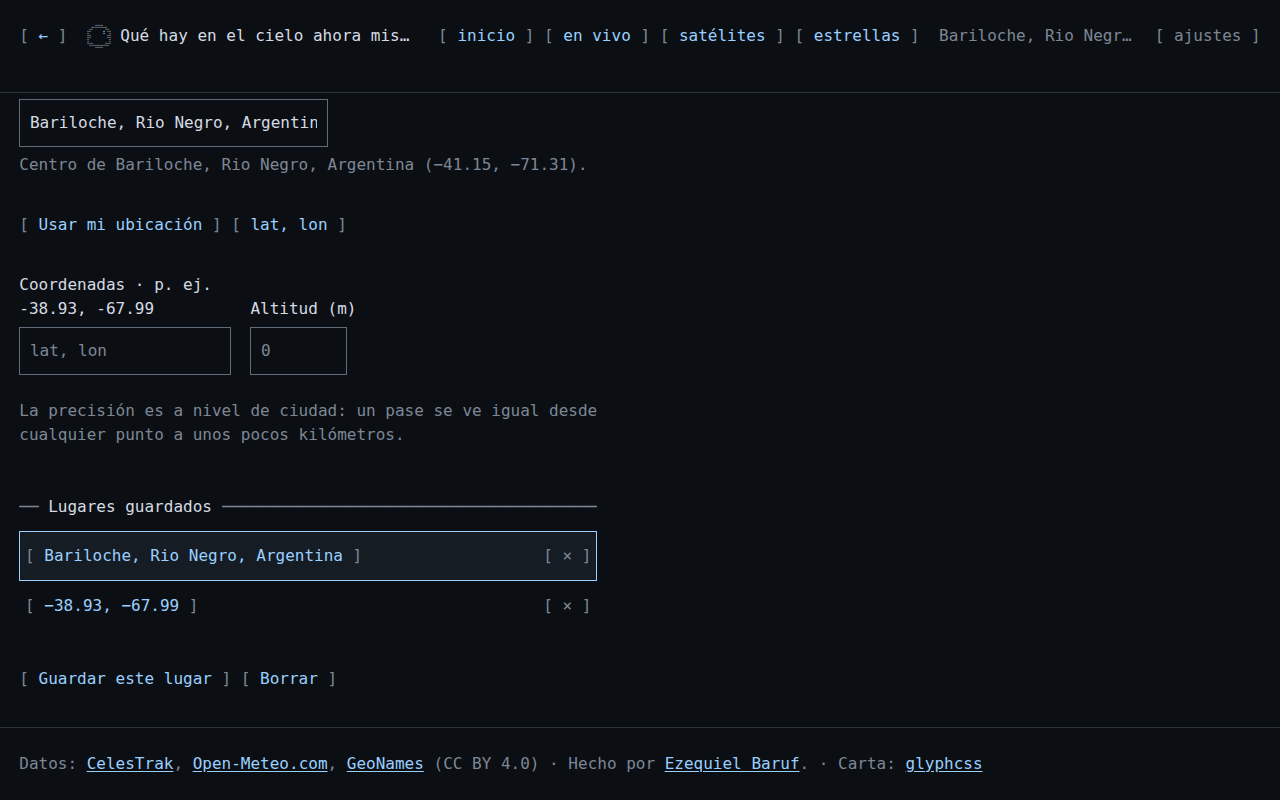 [ ← ] Qué hay en el cielo ahora mis… [ inicio ] [ en vivo ] [ satélites ] [ estrellas ] Bariloche, Rio Negr… [ ajustes ]
Bariloche, Rio Negro, Argentin
Centro de Bariloche, Rio Negro, Argentina (−41.15, −71.31).
[ Usar mi ubicación ] [ lat, lon ]
Coordenadas · p. ej.
-38.93, -67.99 Altitud (m)
lat, lon 0
La precisión es a nivel de ciudad: un pase se ve igual desde
cualquier punto a unos pocos kilómetros.
Lugares guardados
[ Bariloche, Rio Negro, Argentina ] [ × ]
[ −38.93, −67.99 ] [ × ]
[ Guardar este lugar ] [ Borrar ]
Datos: CelesTrak, Open-Meteo.com, GeoNames (CC BY 4.0) · Hecho por Ezequiel Baruf. · Carta: glyphcss